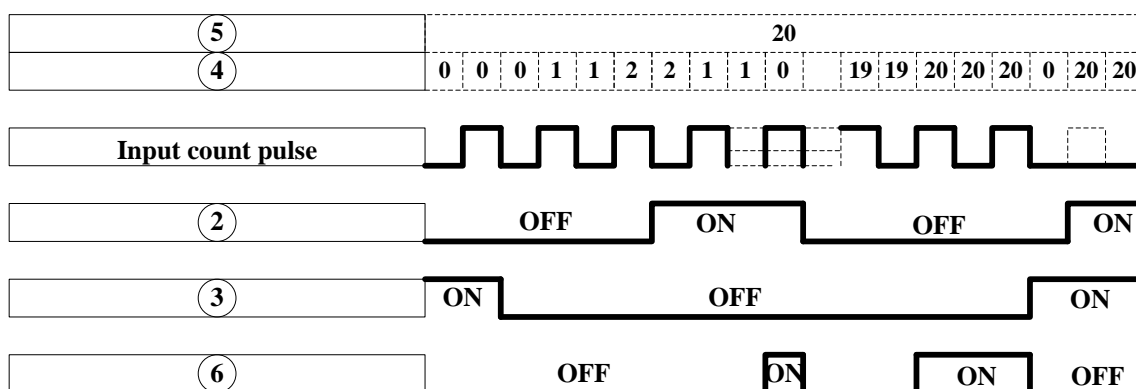 ⑤ 20
④ 0 0 0 1 1 2 2 1 1 0 19 19 20 20 20 0 20 20
Input count pulse
② OFF ON OFF ON
③ ON OFF ON
⑥ OFF ON ON OFF